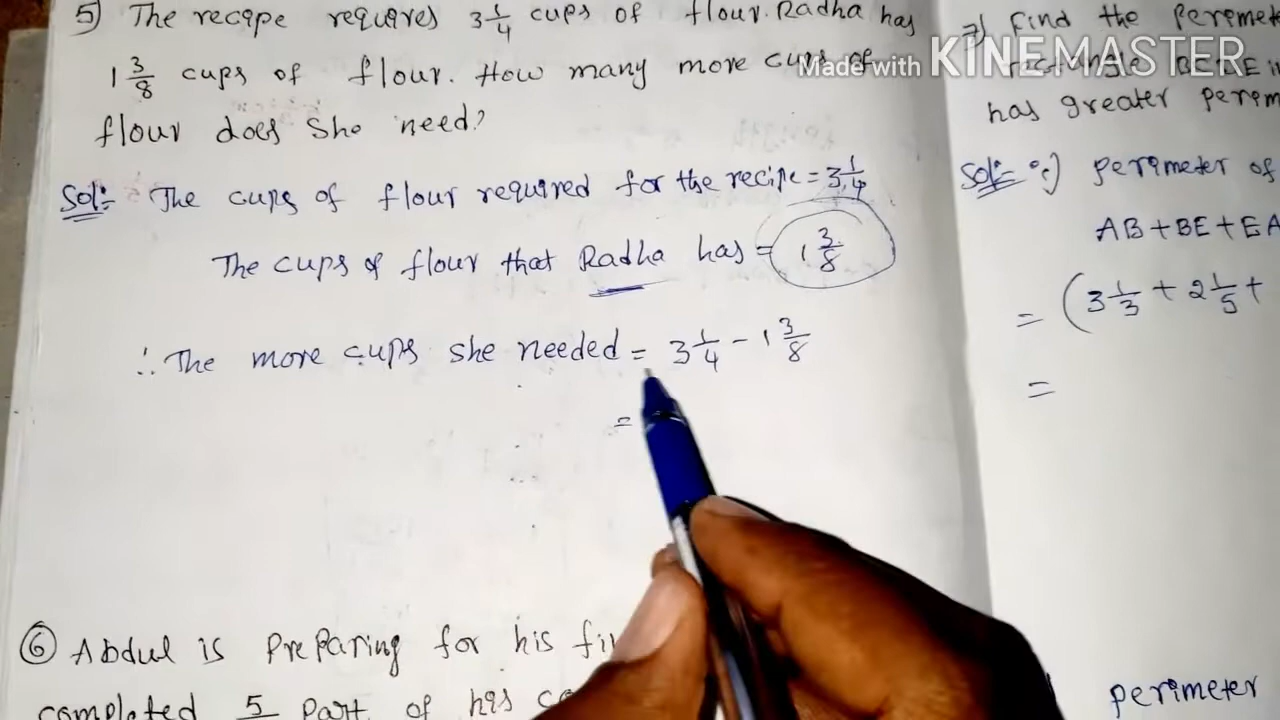 5) The recipe requires 3 1/4 cups of flour. Radha has
1 3/8 cups of flour. How many more cups of
flour does she need?
Sol:- The cups of flour required for the recipe = 3 1/4
The cups of flour that Radha has = 1 3/8
∴ The more cups she needed = 3 1/4 - 1 3/8
=
6 Abdul is preparing for his
completed 5 part of his
7) Find the
Made with KINEMASTER
rectangle
has greater
Sol:- perimeter of
AB + BE + EA
= (3 1/3 + 2 1/5 +
=
perimeter